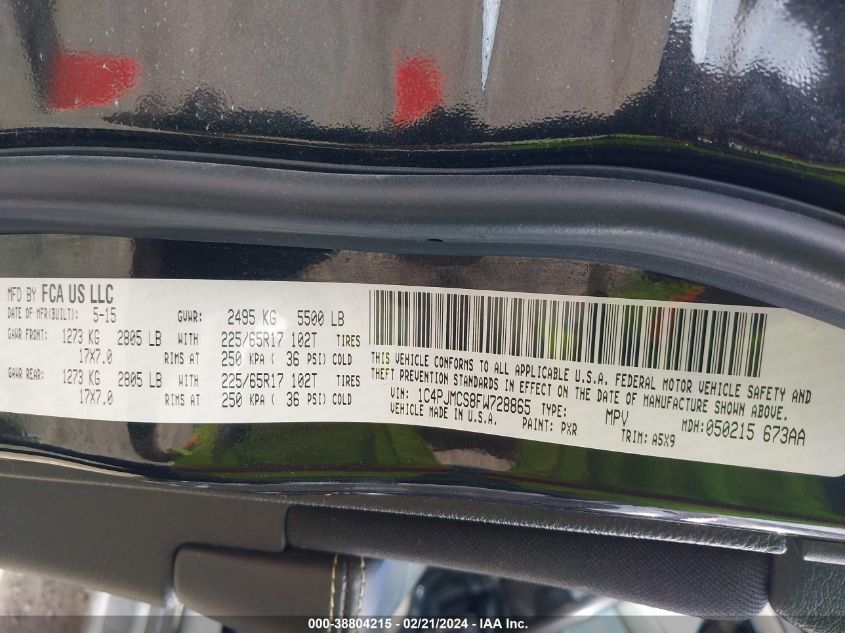 MFD BY FCA US LLC
DATE OF MFR(BUILT): 5-15 GVWR: 2495 KG 5500 LB
GAWR FRONT: 1273 KG 2805 LB WITH 225/65R17 102T TIRES
17X7.0 RIMS AT 250 KPA ( 36 PSI) COLD
GAWR REAR: 1273 KG 2805 LB WITH 225/65R17 102T TIRES
17X7.0 RIMS AT 250 KPA ( 36 PSI) COLD
THIS VEHICLE CONFORMS TO ALL APPLICABLE U.S.A. FEDERAL MOTOR VEHICLE SAFETY AND
THEFT PREVENTION STANDARDS IN EFFECT ON THE DATE OF MANUFACTURE SHOWN ABOVE.
VIN: 1C4PJMCS8FW728865 TYPE: MPV MDH:050215 673AA
MADE IN U.S.A. PAINT: PXR TRIM: A5X9
000-38804215 - 02/21/2024 - IAA Inc.